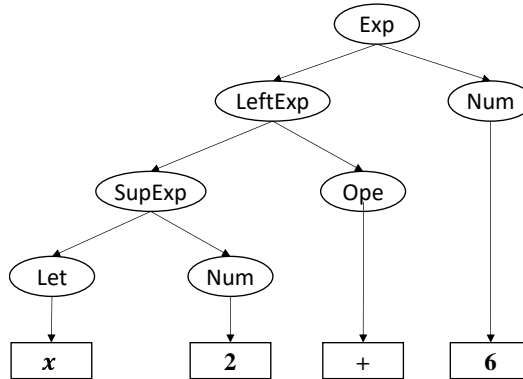 Exp
LeftExp Num
SupExp Ope
Let Num
x 2 + 6